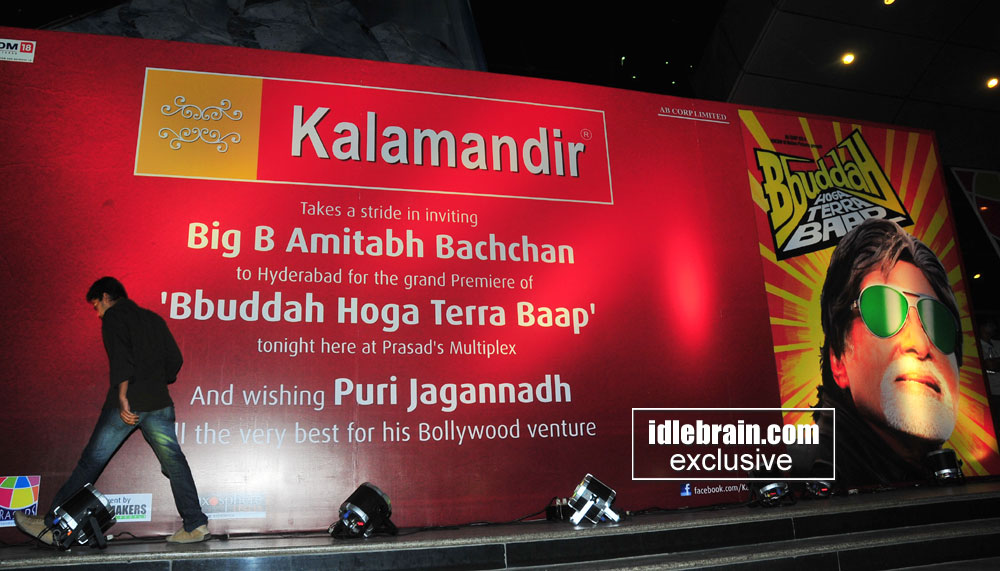 18
Kalamandir®
AB CORP LIMITED
Takes a stride in inviting
Big B Amitabh Bachchan
to Hyderabad for the grand Premiere of
'Bbuddah Hoga Terra Baap'
tonight here at Prasad's Multiplex
And wishing Puri Jagannadh
the very best for his Bollywood venture
Bbuddah
HOGA
TERRA
BAAP
idlebrain.com
exclusive
facebook.com/K